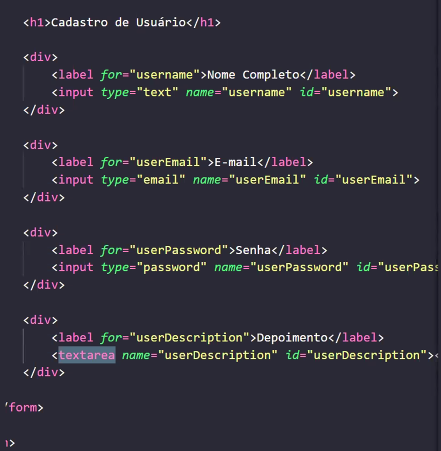 <h1>Cadastro de Usuário</h1>
<div>
<label for="username">Nome Completo</label>
<input type="text" name="username" id="username">
</div>
<div>
<label for="userEmail">E-mail</label>
<input type="email" name="userEmail" id="userEmail">
</div>
<div>
<label for="userPassword">Senha</label>
<input type="password" name="userPassword" id="userPass
</div>
<div>
<label for="userDescription">Depoimento</label>
<textarea name="userDescription" id="userDescription"><
</div>
/form>
>